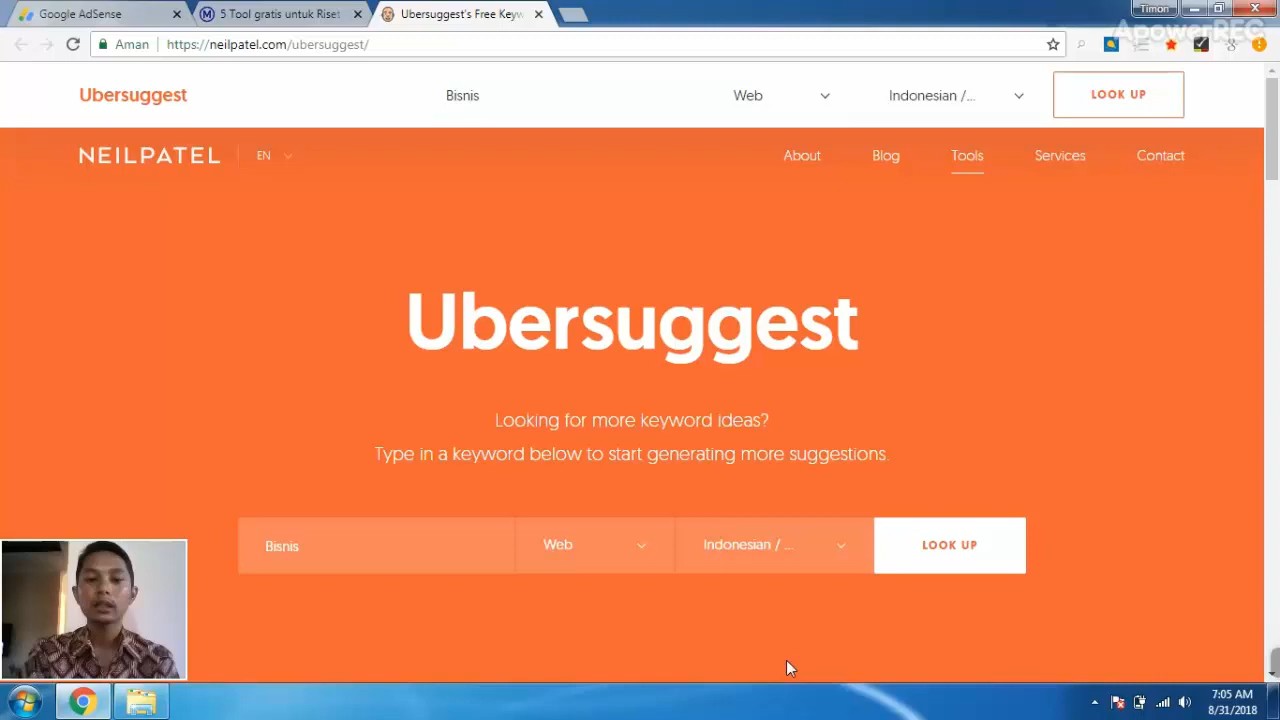 Google AdSense
5 Tool gratis untuk Riset
Ubersuggest's Free Keyw
Timon
ApowerREC
Aman
https://neilpatel.com/ubersuggest/
Ubersuggest
Bisnis
Web
Indonesian /...
LOOK UP
NEILPATEL
EN
About
Blog
Tools
Services
Contact
Ubersuggest
Looking for more keyword ideas?
Type in a keyword below to start generating more suggestions.
Bisnis
Web
Indonesian / ...
LOOK UP
7:05 AM
8/31/2018